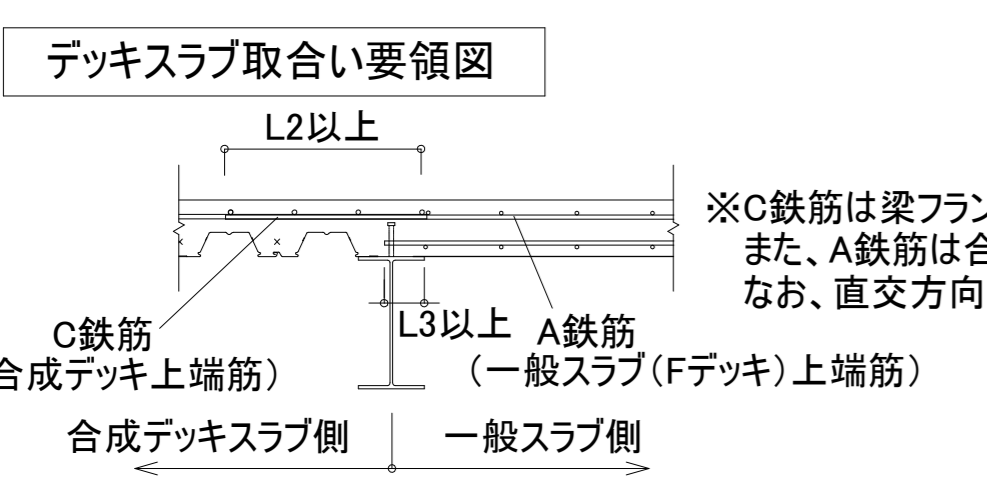 デッキスラブ取合い要領図
L2以上
※C鉄筋は梁フラン
また、A鉄筋は合
なお、直交方向
L3以上
C鉄筋
合成デッキ上端筋)
A鉄筋
(一般スラブ(Fデッキ)上端筋)
合成デッキスラブ側
一般スラブ側